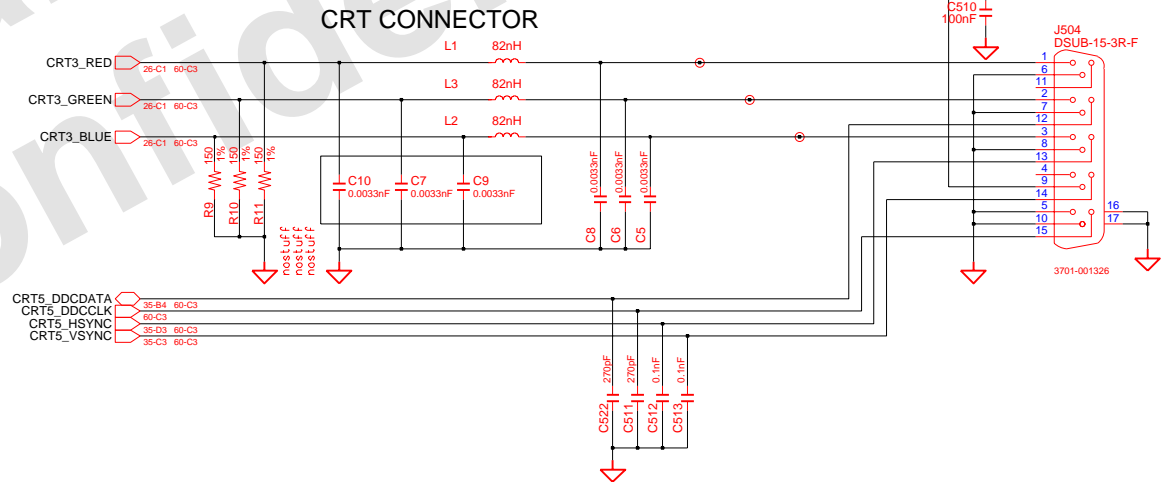 CRT CONNECTOR
C510
100nF
J504
DSUB-15-3R-F
L1 82nH
CRT3_RED
26-C1 60-C3
L3 82nH
CRT3_GREEN
26-C1 60-C3
L2 82nH
CRT3_BLUE
26-C1 60-C3
150 150 150
1% 1% 1%
R9 R10 R11
nostuff
nostuff
nostuff
C10
0.0033nF
C7
0.0033nF
C9
0.0033nF
0.0033nF 0.0033nF 0.0033nF
C8 C6 C5
1
6
11
2
7
12
3
8
13
4
9
14
5
10
15
16
17
3701-001326
CRT5_DDCDATA
35-B4 60-C3
CRT5_DDCCLK
60-C3
CRT5_HSYNC
35-D3 60-C3
CRT5_VSYNC
35-C3 60-C3
270pF 270pF 0.1nF 0.1nF
C522 C511 C512 C513